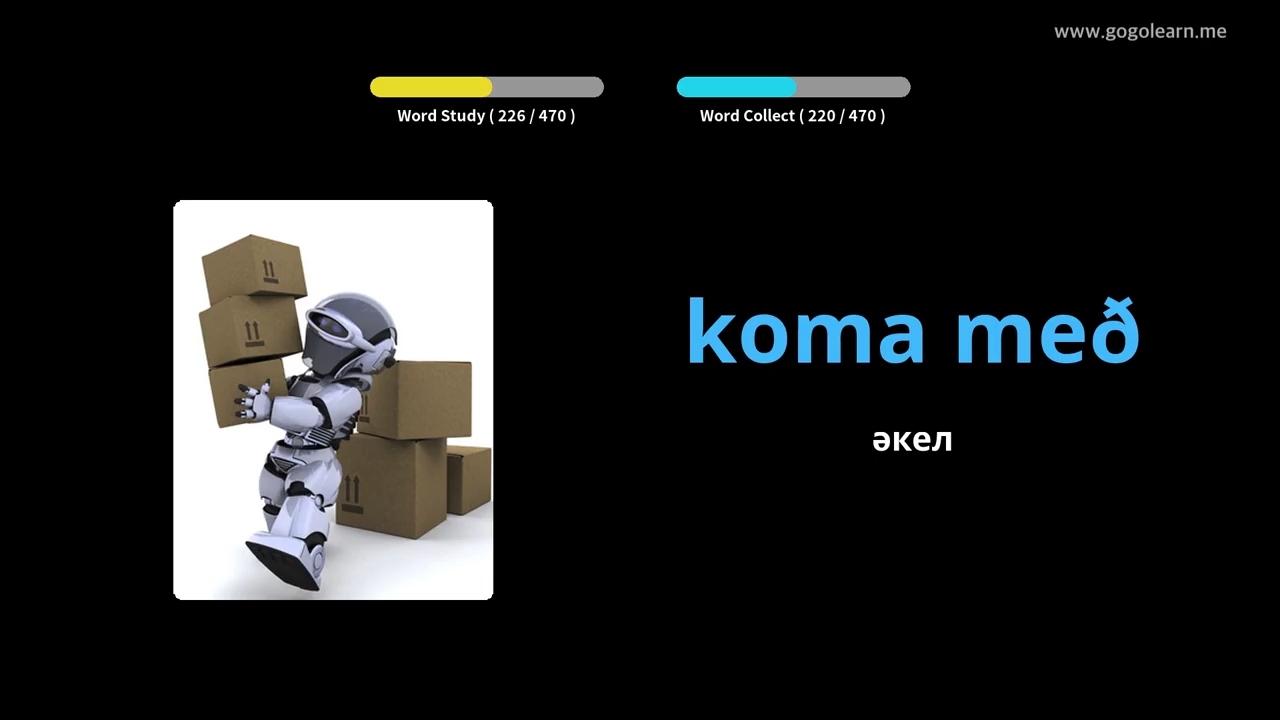 www.gogolearn.me
Word Study ( 226 / 470 )
Word Collect ( 220 / 470 )
koma með
әкел